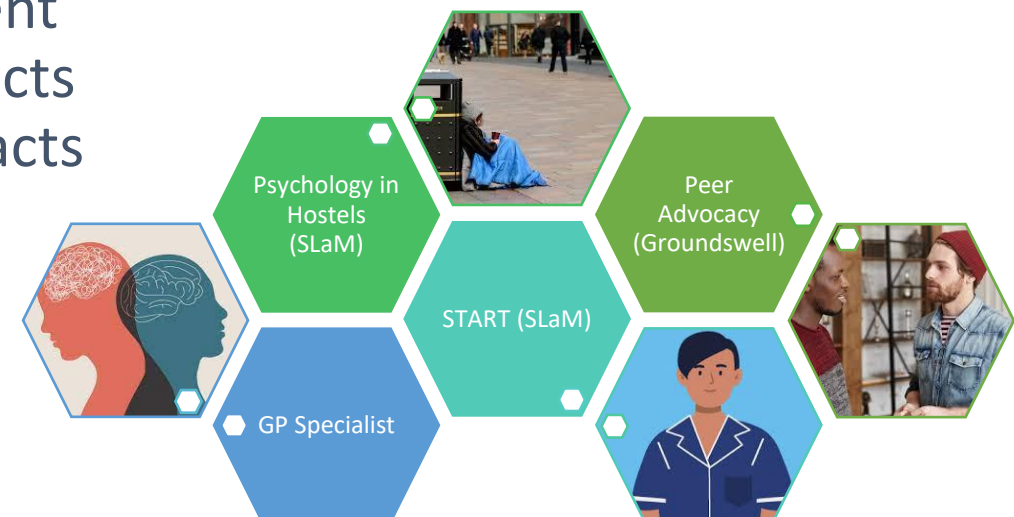 ent
cts
acts
Psychology in
Hostels
(SLaM)
Peer
Advocacy
(Groundswell)
START (SLaM)
GP Specialist